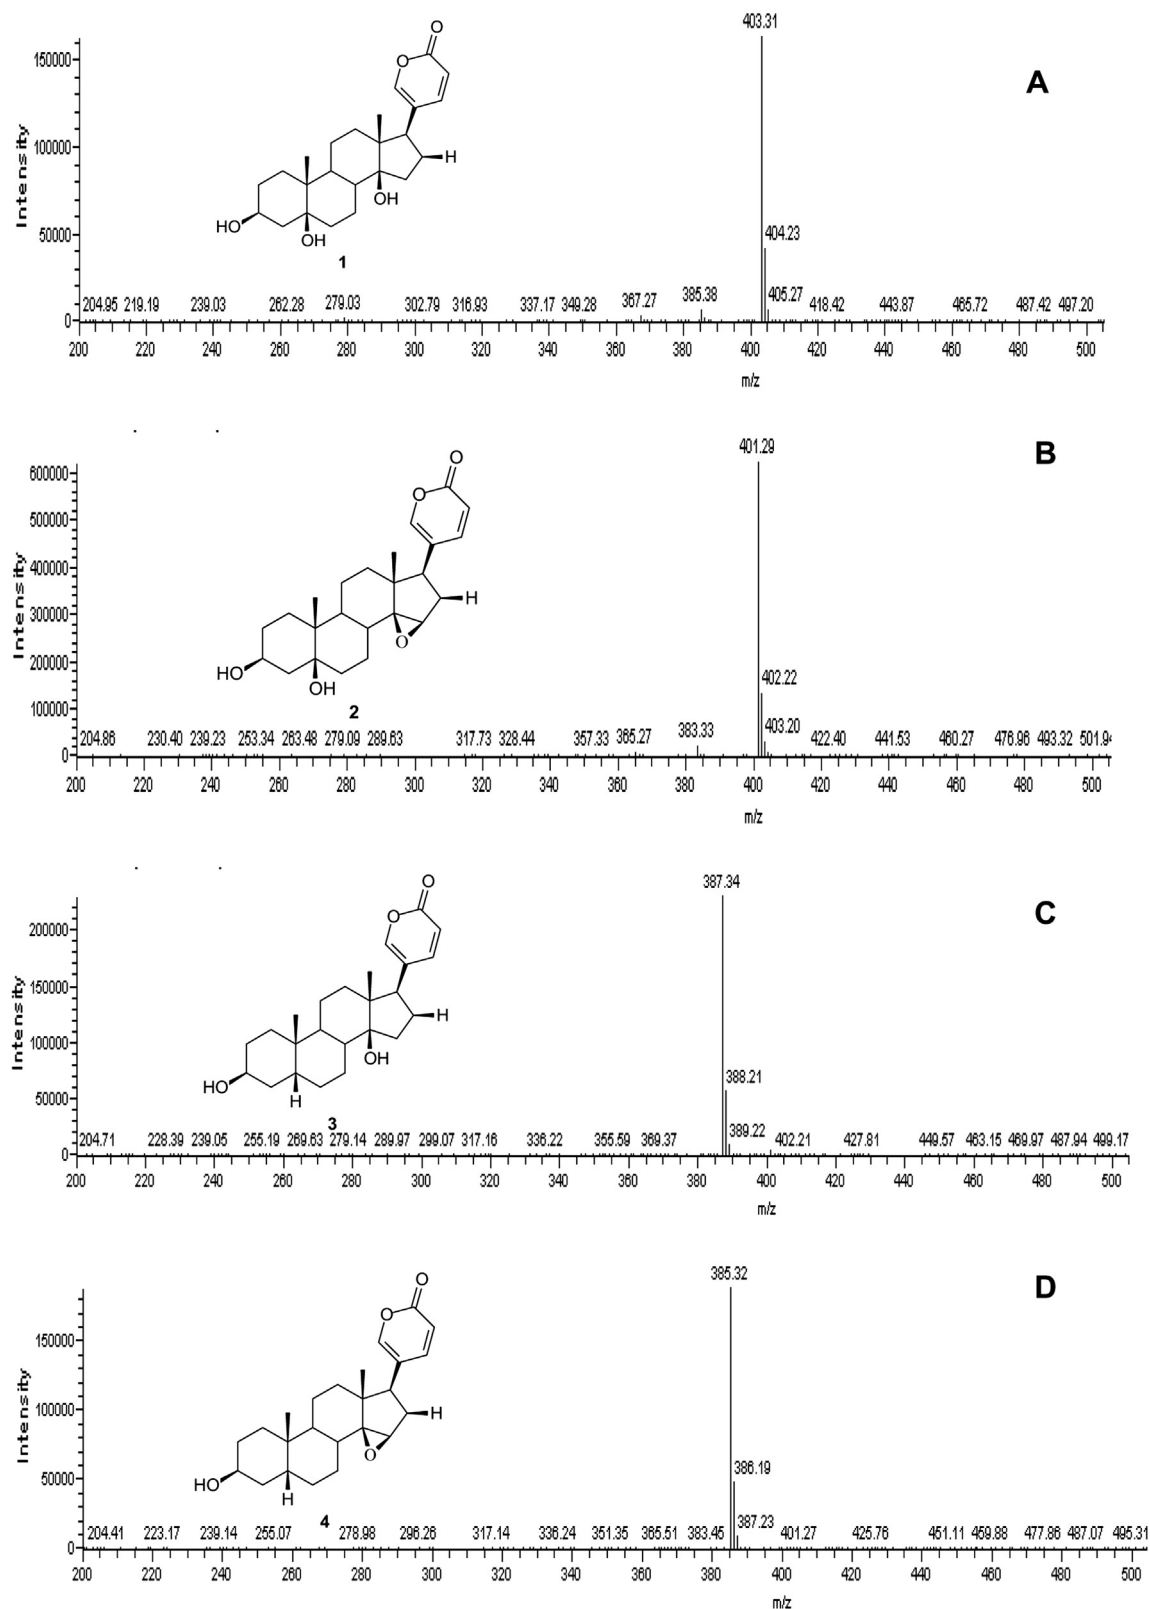 403.31
A
Intensity
150000
100000
50000
0
O
O
H
OH
HO
OH
1
404.23
405.27
204.95 219.19 239.03 262.28 279.03 302.79 316.93 337.17 349.28 367.27 385.38 418.42 443.87 465.72 487.42 497.20
200 220 240 260 280 300 320 340 360 380 400 420 440 460 480 500
m/z
401.29
B
Intensity
600000
500000
400000
300000
200000
100000
0
O
O
H
O
HO
OH
2
402.22
403.20
204.86 230.40 239.23 253.34 263.48 279.09 289.63 317.73 328.44 357.33 365.27 383.33 422.40 441.53 460.27 476.96 493.32 501.94
200 220 240 260 280 300 320 340 360 380 400 420 440 460 480 500
m/z
387.34
C
Intensity
200000
150000
100000
50000
0
O
O
H
OH
HO
H
3
388.21
389.22
204.71 228.39 239.05 255.19 269.63 279.14 289.97 299.07 317.16 336.22 355.59 369.37 402.21 427.81 449.57 463.15 469.97 487.94 499.17
200 220 240 260 280 300 320 340 360 380 400 420 440 460 480 500
m/z
385.32
D
Intensity
150000
100000
50000
0
O
O
H
O
HO
H
4
386.19
387.23
204.41 223.17 239.14 255.07 278.98 296.26 317.14 336.24 351.35 365.51 383.45 401.27 425.76 451.11 459.88 477.86 487.07 495.31
200 220 240 260 280 300 320 340 360 380 400 420 440 460 480 500
m/z